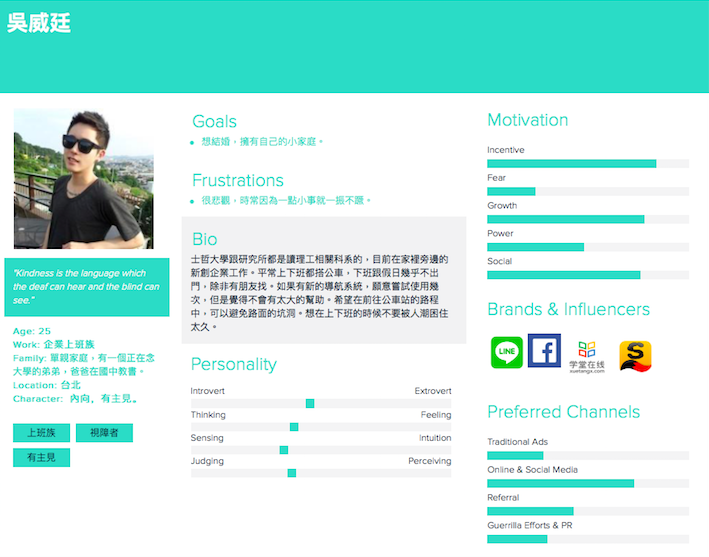 吳威廷
"Kindness is the language which
the deaf can hear and the blind can
see."
Age: 25
Work: 企業上班族
Family: 單親家庭，有一個正在念
大學的弟弟，爸爸在國中教書。
Location: 台北
Character: 內向，有主見。
上班族
視障者
有主見
Goals
想結婚，擁有自己的小家庭。
Frustrations
很悲觀，時常因為一點小事就一振不蹶。
Bio
士哲大學跟研究所都是讀理工相關科系的，目前在家裡旁邊的
新創企業工作。平常上下班都搭公車，下班跟假日幾乎不出
門，除非有朋友找。如果有新的導航系統，願意嘗試使用幾
次，但是覺得不會有太大的幫助。希望在前往公車站的路程
中，可以避免路面的坑洞。想在上下班的時候不要被人潮困住
太久。
Personality
Introvert Extrovert
Thinking Feeling
Sensing Intuition
Judging Perceiving
Motivation
Incentive
Fear
Growth
Power
Social
Brands & Influencers
LINE
f
学堂在线
xuetangx.com
S
Preferred Channels
Traditional Ads
Online & Social Media
Referral
Guerrilla Efforts & PR